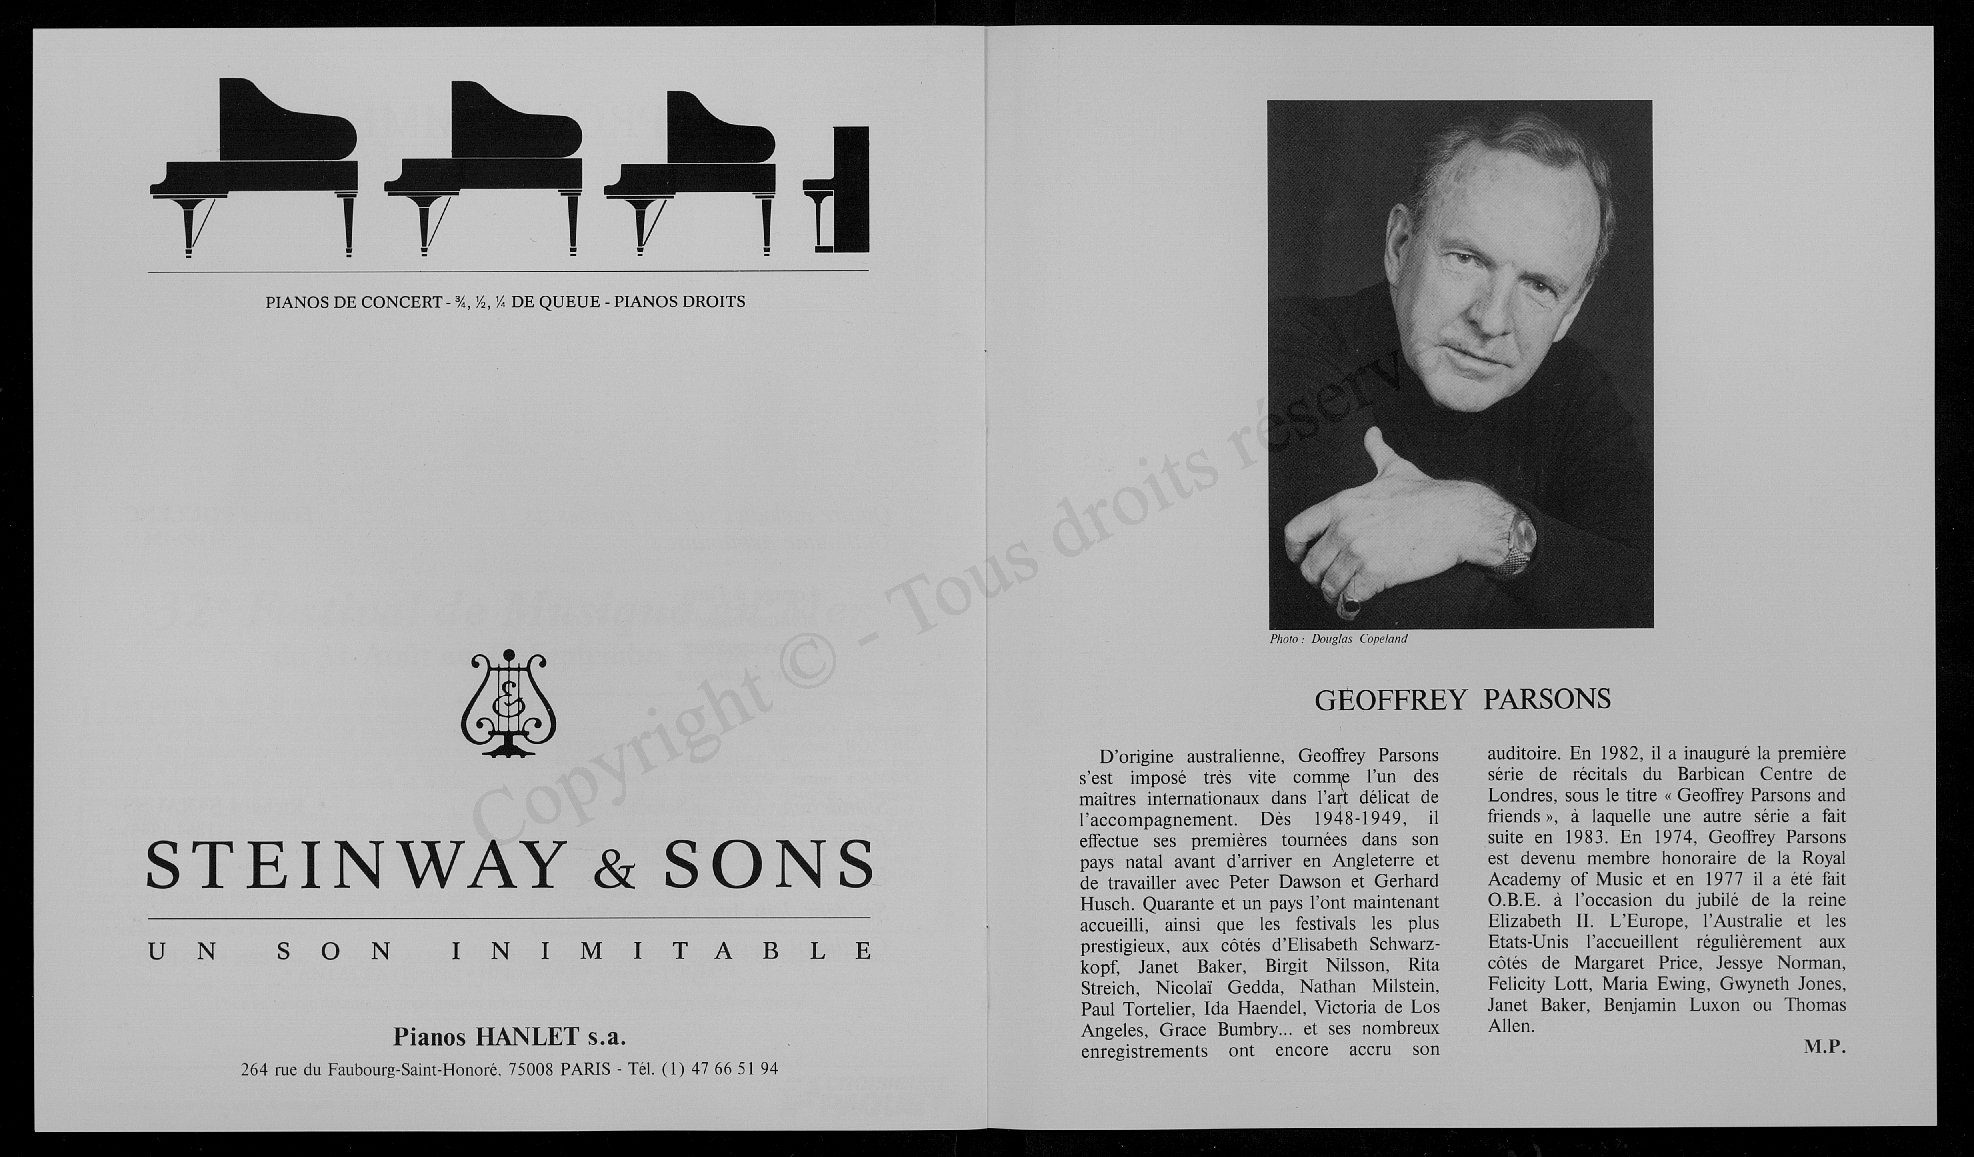 PIANOS DE CONCERT - ¾, ½, ¼ DE QUEUE - PIANOS DROITS
STEINWAY & SONS
UN SON INIMITABLE
Pianos HANLET s.a.
264 rue du Faubourg-Saint-Honoré, 75008 PARIS - Tél. (1) 47 66 51 94
Copyright © - Tous droits réserv
Photo : Douglas Copeland
GEOFFREY PARSONS
D'origine australienne, Geoffrey Parsons
s'est imposé très vite comme l'un des
maîtres internationaux dans l'art délicat de
l'accompagnement. Dès 1948-1949, il
effectue ses premières tournées dans son
pays natal avant d'arriver en Angleterre et
de travailler avec Peter Dawson et Gerhard
Husch. Quarante et un pays l'ont maintenant
accueilli, ainsi que les festivals les plus
prestigieux, aux côtés d'Elisabeth Schwarz-
kopf, Janet Baker, Birgit Nilsson, Rita
Streich, Nicolaï Gedda, Nathan Milstein,
Paul Tortelier, Ida Haendel, Victoria de Los
Angeles, Grace Bumbry... et ses nombreux
enregistrements ont encore accru son
auditoire. En 1982, il a inauguré la première
série de récitals du Barbican Centre de
Londres, sous le titre « Geoffrey Parsons and
friends », à laquelle une autre série a fait
suite en 1983. En 1974, Geoffrey Parsons
est devenu membre honoraire de la Royal
Academy of Music et en 1977 il a été fait
O.B.E. à l'occasion du jubilé de la reine
Elizabeth II. L'Europe, l'Australie et les
Etats-Unis l'accueillent régulièrement aux
côtés de Margaret Price, Jessye Norman,
Felicity Lott, Maria Ewing, Gwyneth Jones,
Janet Baker, Benjamin Luxon ou Thomas
Allen.
M.P.